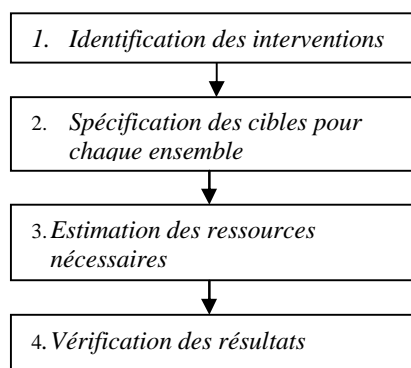 1. Identification des interventions
2. Spécification des cibles pour
chaque ensemble
3. Estimation des ressources
nécessaires
4. Vérification des résultats